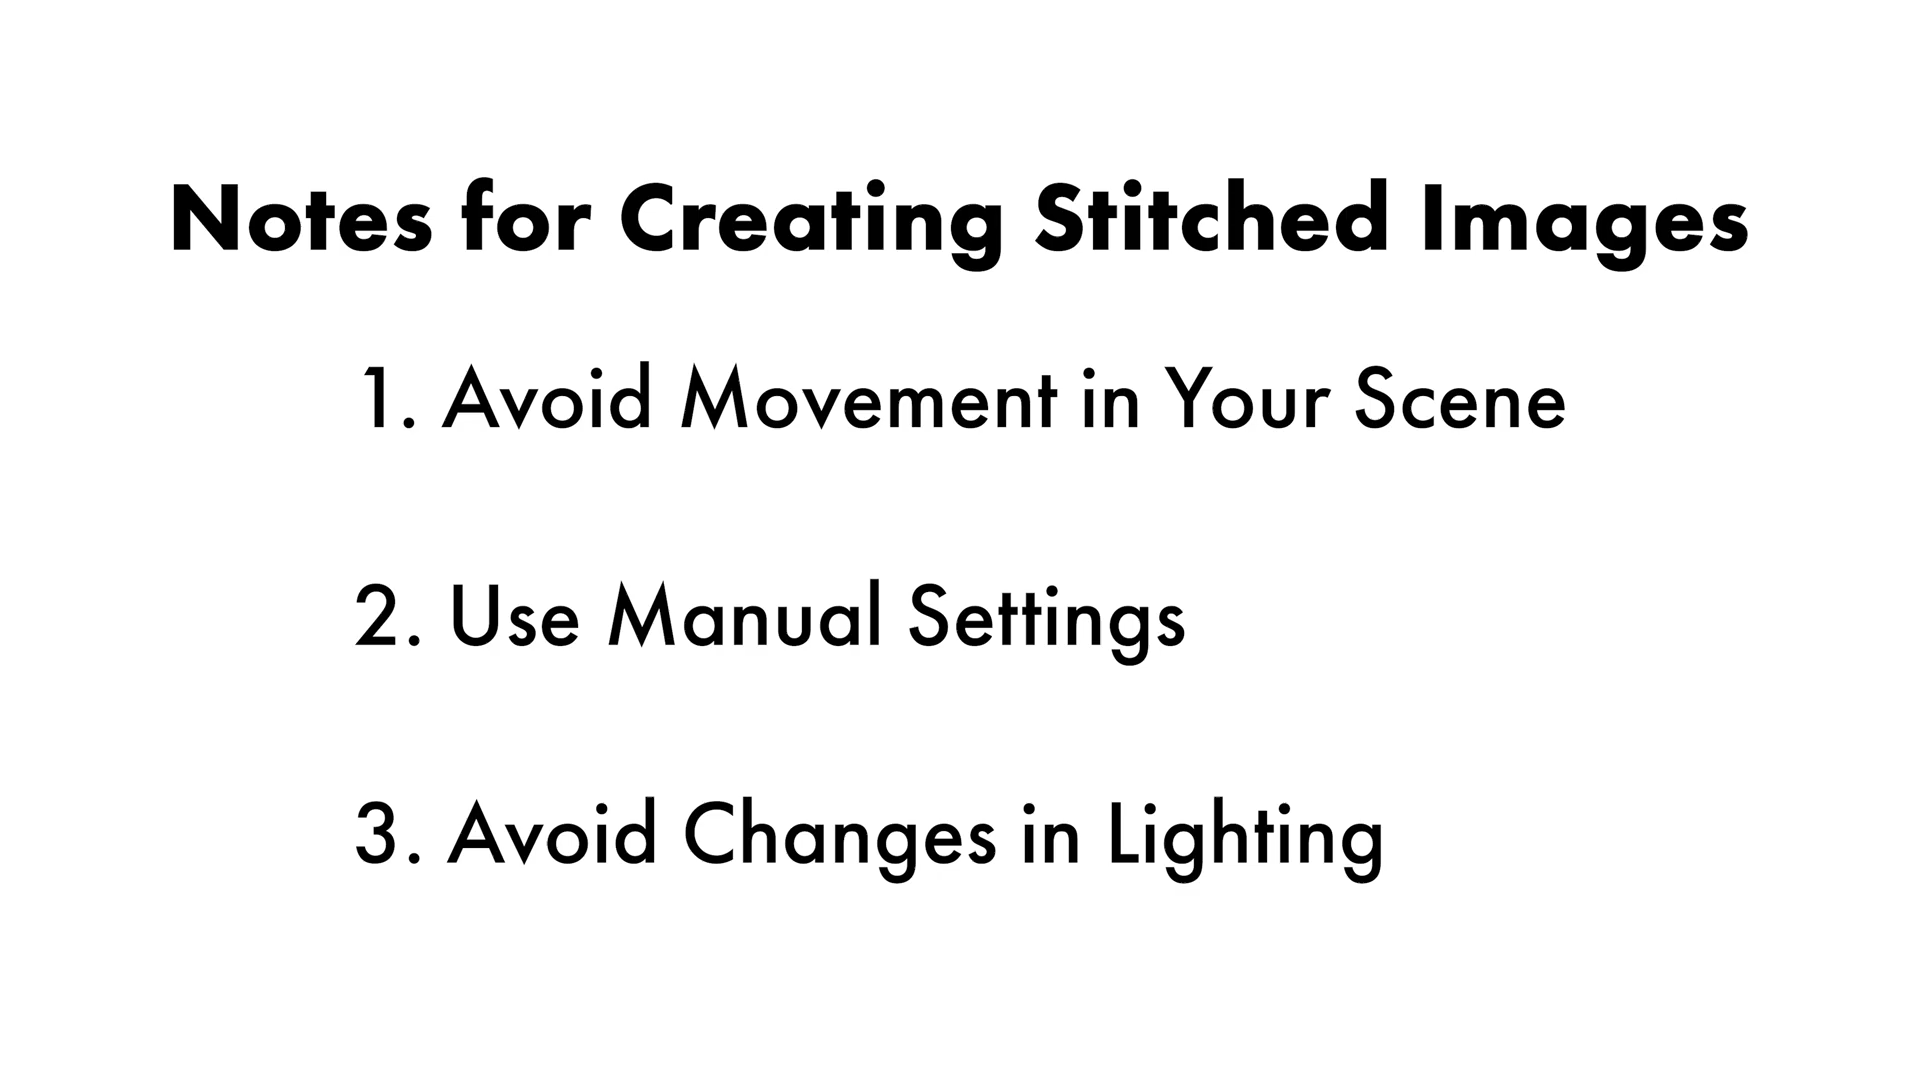 Notes for Creating Stitched Images
1. Avoid Movement in Your Scene
2. Use Manual Settings
3. Avoid Changes in Lighting